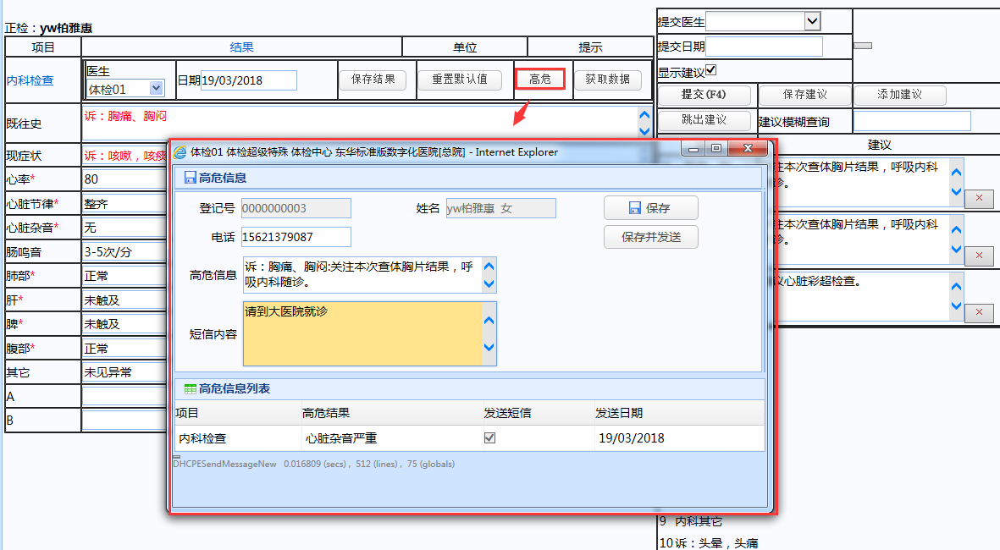 正检：yw柏雅惠
项目 结果 单位 提示
内科检查 医生 体检01 日期 19/03/2018 保存结果 重置默认值 高危 获取数据
既往史 诉：胸痛、胸闷
现症状 诉：咳嗽，咳痰
心率* 80
心脏节律* 整齐
心脏杂音* 无
肠鸣音 3-5次/分
肺部* 正常
肝* 未触及
脾* 未触及
腹部* 正常
其它 未见异常
A
B
提交医生
提交日期
显示建议
提交(F4) 保存建议 添加建议
跳出建议 建议模糊查询
建议
注本次查体胸片结果，呼吸内科
诊。
注本次查体胸片结果，呼吸内科
诊。
议心脏彩超检查。
9 内科其它
10 诉：头晕，头痛
体检01 体检超级特殊 体检中心 东华标准版数字化医院[总院] - Internet Explorer
高危信息
登记号 0000000003 姓名 yw柏雅惠 女 保存
电话 15621379087 保存并发送
高危信息 诉：胸痛、胸闷:关注本次查体胸片结果，呼
吸内科随诊。
短信内容 请到大医院就诊
高危信息列表
项目 高危结果 发送短信 发送日期
内科检查 心脏杂音严重 19/03/2018
DHCPESendMessageNew 0.016809 (secs) , 512 (lines) , 75 (globals)